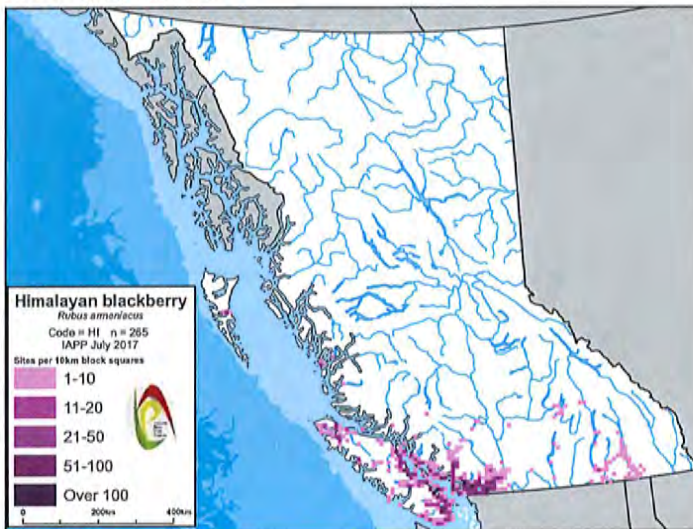 Himalayan blackberry
Rubus armeniacus
Code = HI n = 265
IAPP July 2017
Sites per 10km block squares
1-10
11-20
21-50
51-100
Over 100
0 200km 400km